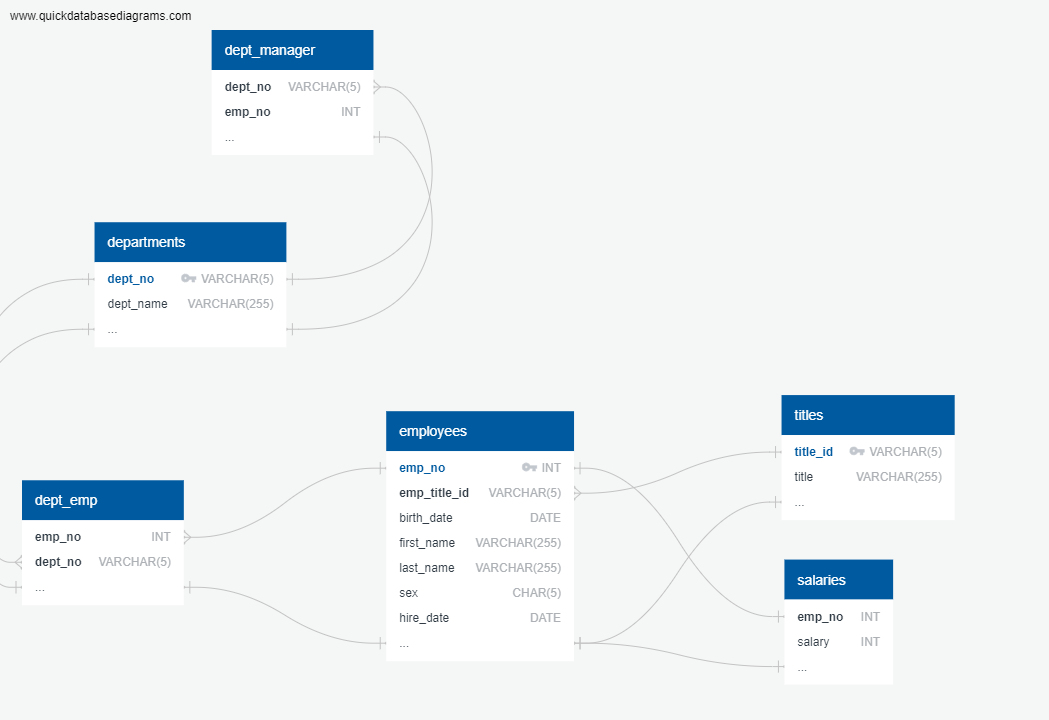 www.quickdatabasediagrams.com
dept_manager
dept_no VARCHAR(5)
emp_no INT
...
departments
dept_no VARCHAR(5)
dept_name VARCHAR(255)
...
dept_emp
emp_no INT
dept_no VARCHAR(5)
...
employees
emp_no INT
emp_title_id VARCHAR(5)
birth_date DATE
first_name VARCHAR(255)
last_name VARCHAR(255)
sex CHAR(5)
hire_date DATE
...
titles
title_id VARCHAR(5)
title VARCHAR(255)
...
salaries
emp_no INT
salary INT
...